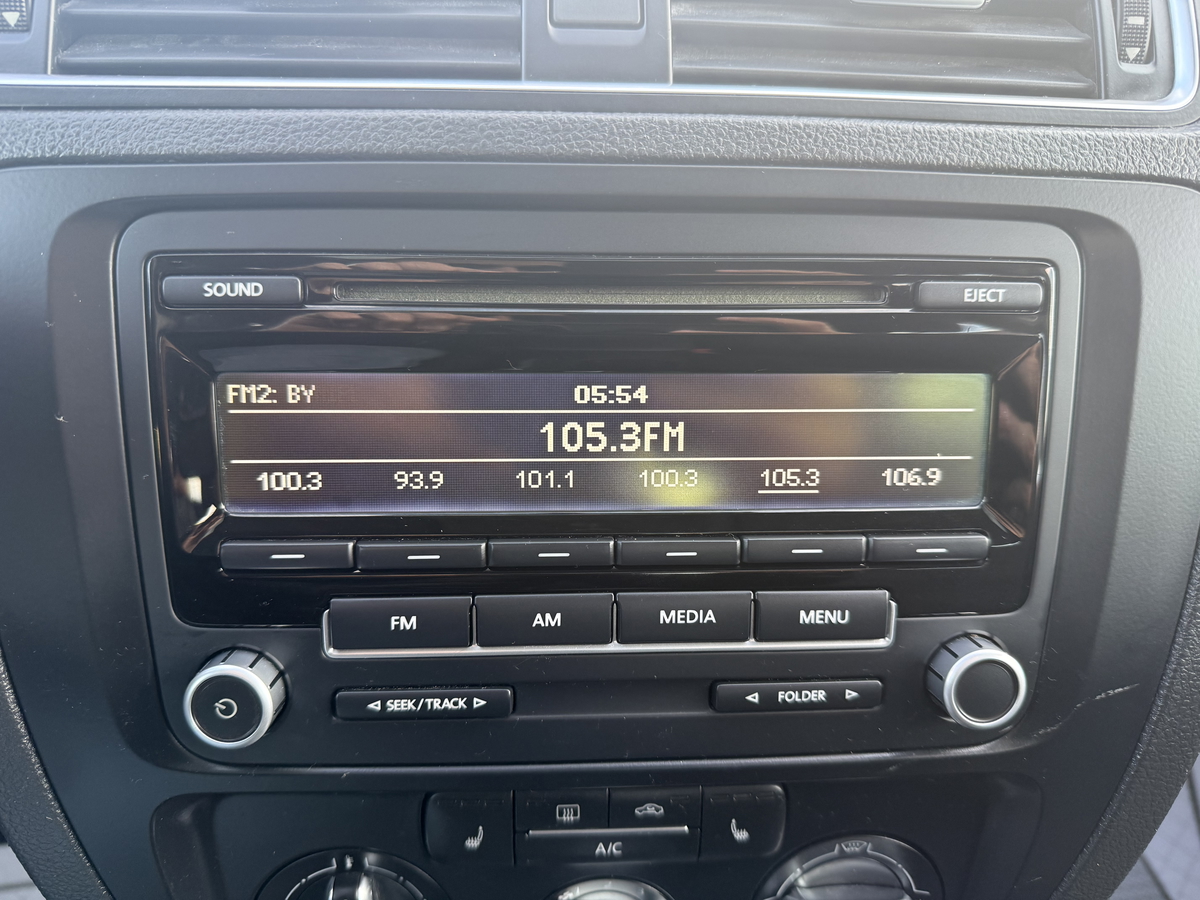 SOUND
EJECT
FM2: BY 05:54
105.3FM
100.3 93.9 101.1 100.3 105.3 106.9
FM AM MEDIA MENU
SEEK/TRACK FOLDER
A/C